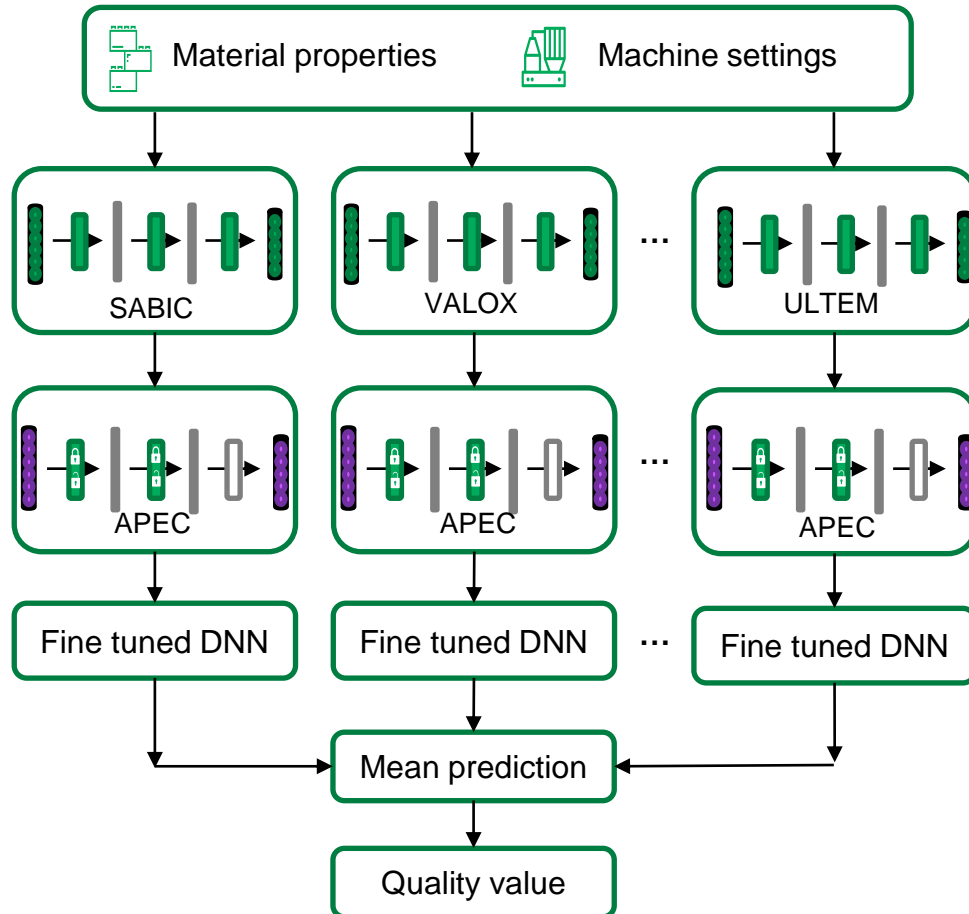 Material properties
Machine settings
SABIC
VALOX
...
ULTEM
APEC
APEC
...
APEC
Fine tuned DNN
Fine tuned DNN
...
Fine tuned DNN
Mean prediction
Quality value